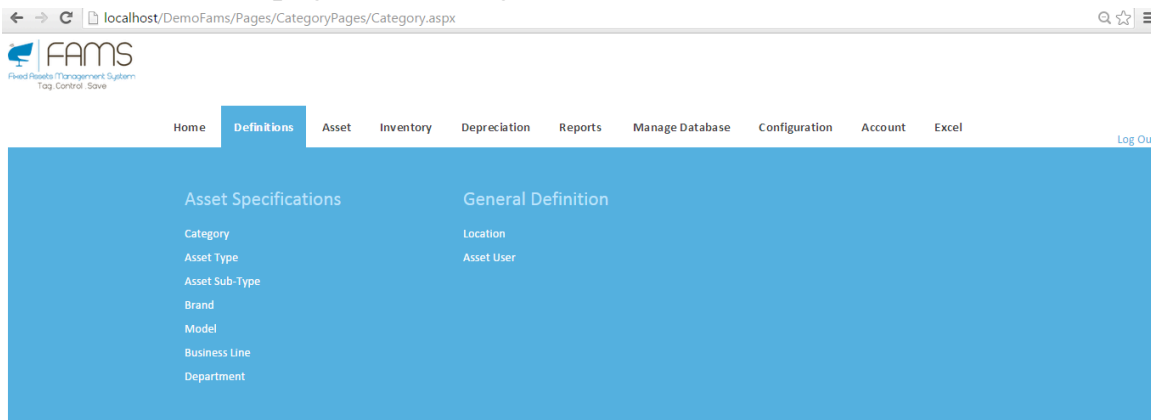 localhost/DemoFams/Pages/CategoryPages/Category.aspx
FAMS
Fixed Assets Management System
Tag. Control. Save
Home Definitions Asset Inventory Depreciation Reports Manage Database Configuration Account Excel
Log Ou
Asset Specifications General Definition
Category Location
Asset Type Asset User
Asset Sub-Type
Brand
Model
Business Line
Department